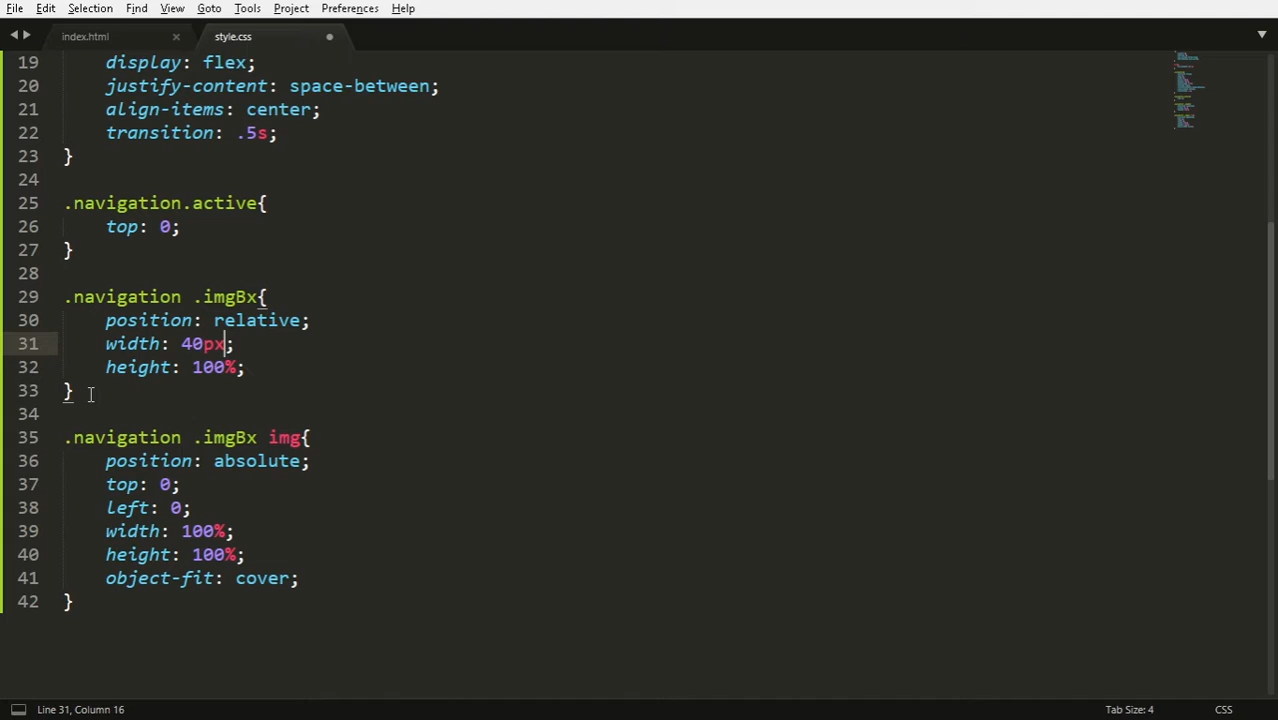 File Edit Selection Find View Goto Tools Project Preferences Help
index.html × style.css
19 display: flex;
20 justify-content: space-between;
21 align-items: center;
22 transition: .5s;
23 }
24
25 .navigation.active{
26 top: 0;
27 }
28
29 .navigation .imgBx{
30 position: relative;
31 width: 40px;
32 height: 100%;
33 }
34
35 .navigation .imgBx img{
36 position: absolute;
37 top: 0;
38 left: 0;
39 width: 100%;
40 height: 100%;
41 object-fit: cover;
42 }
Line 31, Column 16 Tab Size: 4 CSS